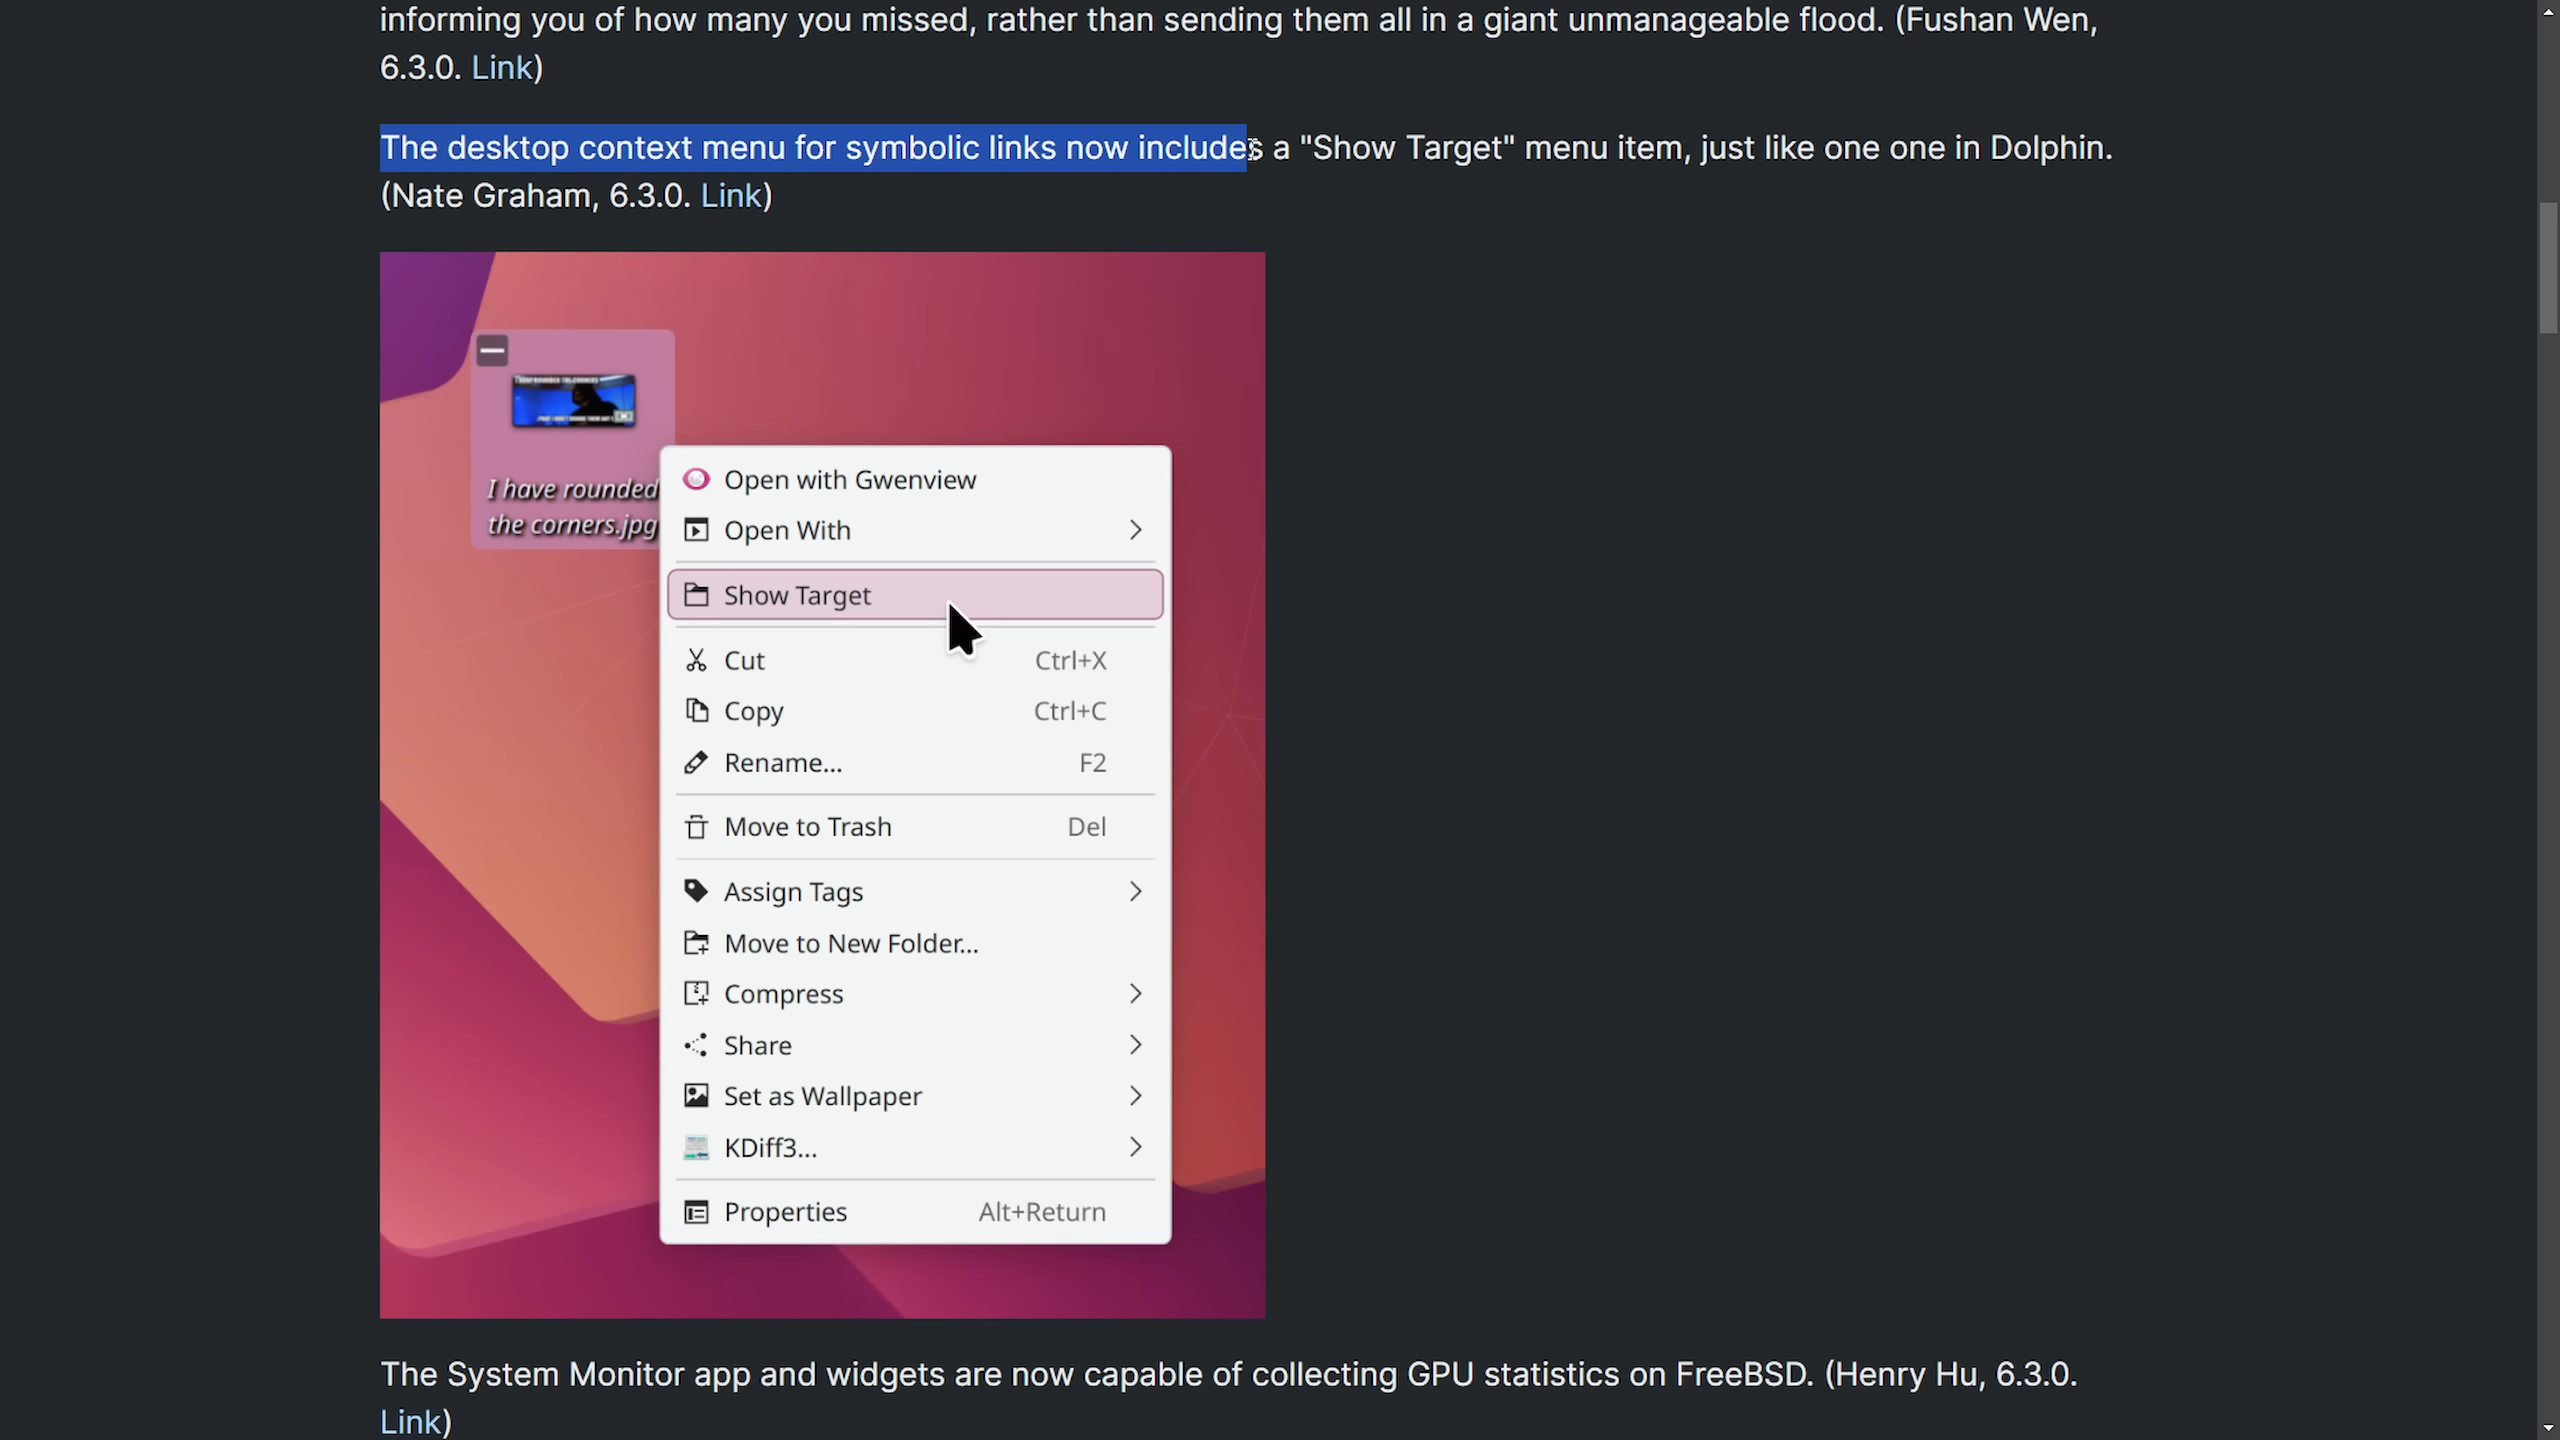 informing you of how many you missed, rather than sending them all in a giant unmanageable flood. (Fushan Wen,
6.3.0. Link)
The desktop context menu for symbolic links now includes a "Show Target" menu item, just like one one in Dolphin.
(Nate Graham, 6.3.0. Link)
I have rounded
the corners.jpg
Open with Gwenview
Open With
Show Target
Cut Ctrl+X
Copy Ctrl+C
Rename... F2
Move to Trash Del
Assign Tags
Move to New Folder...
Compress
Share
Set as Wallpaper
KDiff3...
Properties Alt+Return
The System Monitor app and widgets are now capable of collecting GPU statistics on FreeBSD. (Henry Hu, 6.3.0.
Link)